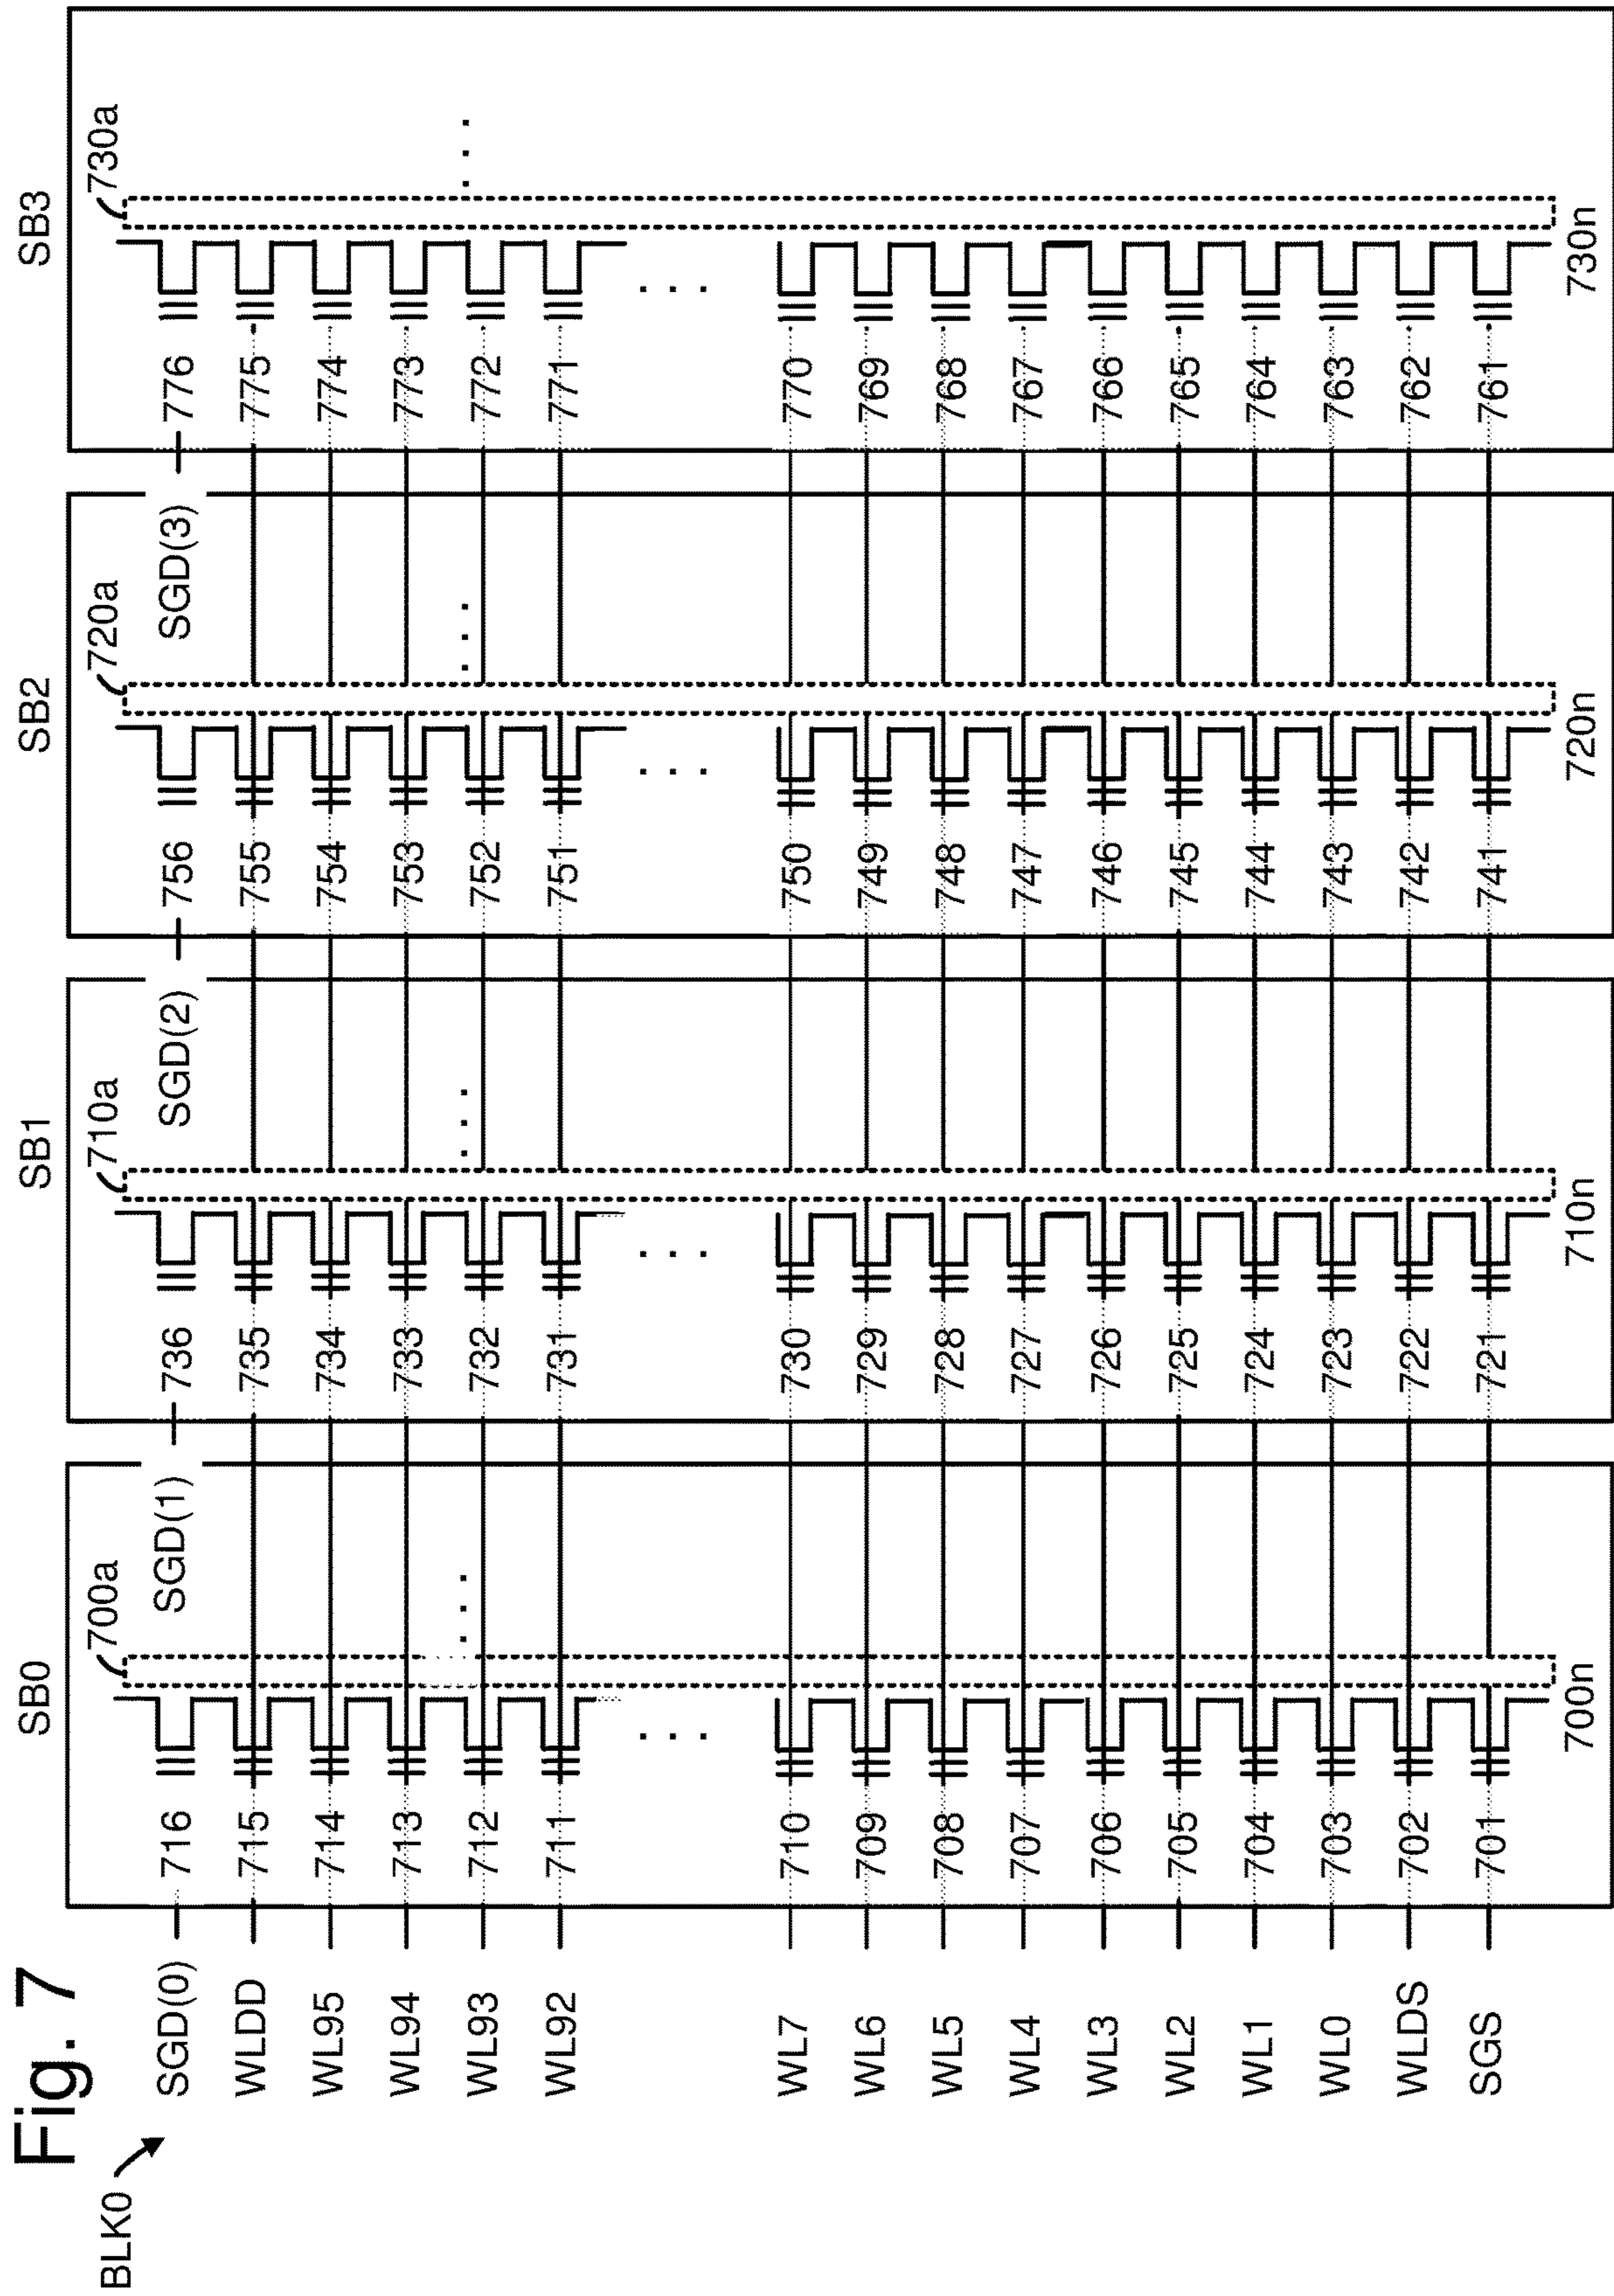 Fig. 7
BLK0
SB0 SB1 SB2 SB3
700a 710a 720a 730a
SGD(0) 716 SGD(1) 736 SGD(2) 756 SGD(3) 776
WLDD 715 735 755 775
WL95 714 734 754 774
WL94 713 733 753 773
WL93 712 732 752 772
WL92 711 731 751 771
WL7 710 730 750 770
WL6 709 729 749 769
WL5 708 728 748 768
WL4 707 727 747 767
WL3 706 726 746 766
WL2 705 725 745 765
WL1 704 724 744 764
WL0 703 723 743 763
WLDS 702 722 742 762
SGS 701 721 741 761
700n 710n 720n 730n